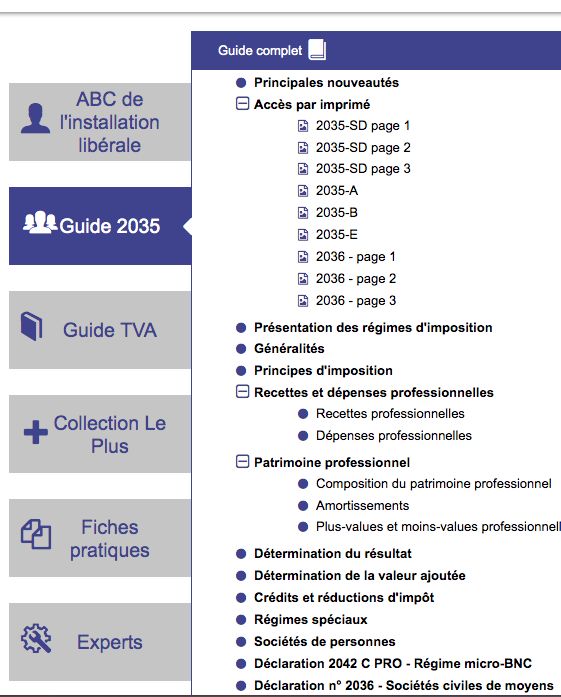 Guide complet
ABC de
l'installation
libérale
Guide 2035
Guide TVA
Collection Le
Plus
Fiches
pratiques
Experts
Principales nouveautés
Accès par imprimé
2035-SD page 1
2035-SD page 2
2035-SD page 3
2035-A
2035-B
2035-E
2036 - page 1
2036 - page 2
2036 - page 3
Présentation des régimes d'imposition
Généralités
Principes d'imposition
Recettes et dépenses professionnelles
Recettes professionnelles
Dépenses professionnelles
Patrimoine professionnel
Composition du patrimoine professionnel
Amortissements
Plus-values et moins-values professionnell
Détermination du résultat
Détermination de la valeur ajoutée
Crédits et réductions d'impôt
Régimes spéciaux
Sociétés de personnes
Déclaration 2042 C PRO - Régime micro-BNC
Déclaration n° 2036 - Sociétés civiles de moyens